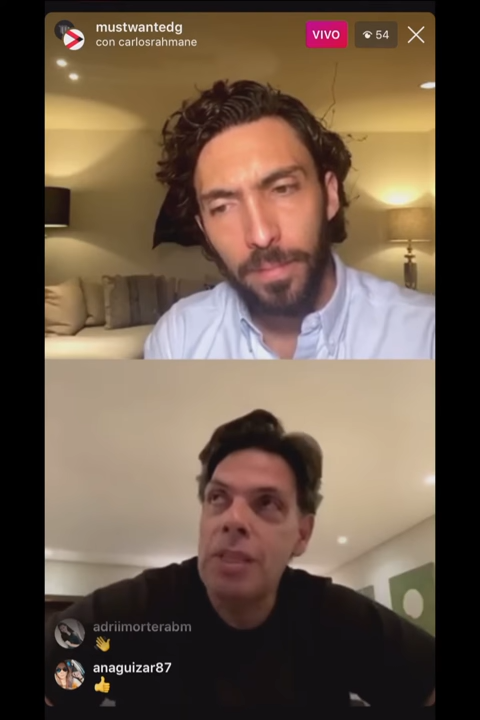 mustwantedg
con carlosrahmane
VIVO
54
adriimorterabm
👋
anaguizar87
👍